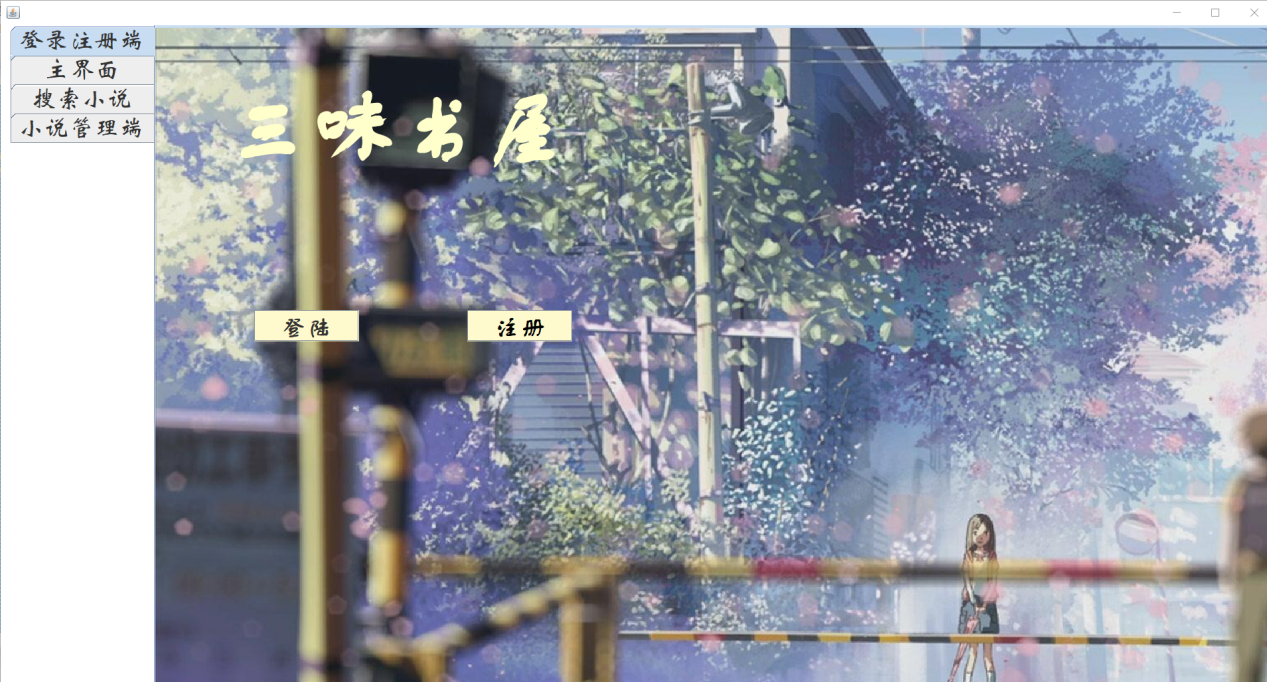 登录注册端
主界面
搜索小说
小说管理端
三味书屋
登陆
注册